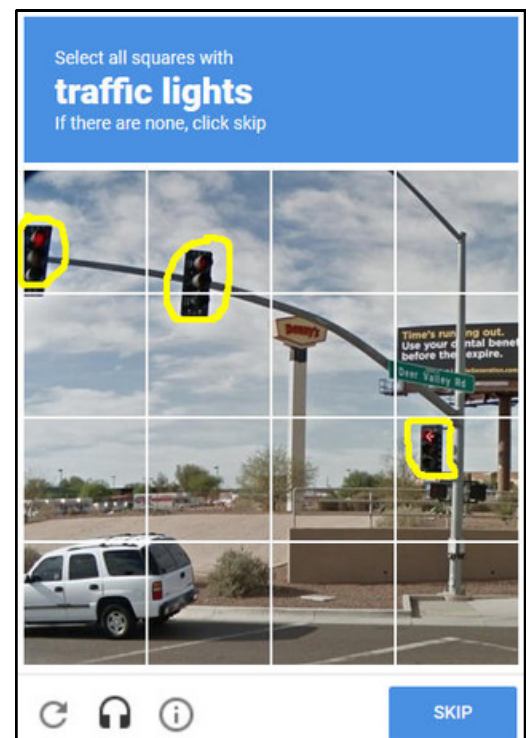 Select all squares with
traffic lights
If there are none, click skip
Denny's
Time's running out.
Use your dental benefits
before they expire.
Deer Valley Rd
SKIP